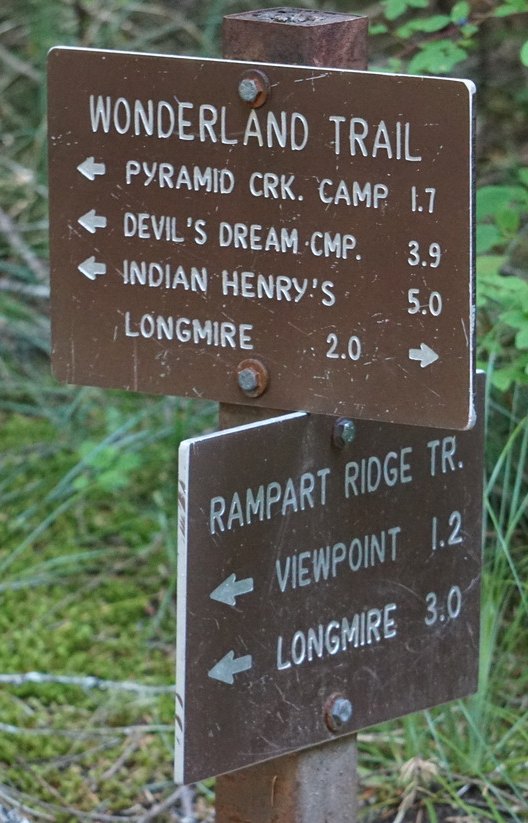 WONDERLAND TRAIL
← PYRAMID CRK. CAMP 1.7
← DEVIL'S DREAM CMP. 3.9
← INDIAN HENRY'S 5.0
LONGMIRE 2.0 →
RAMPART RIDGE TR.
← VIEWPOINT 1.2
← LONGMIRE 3.0